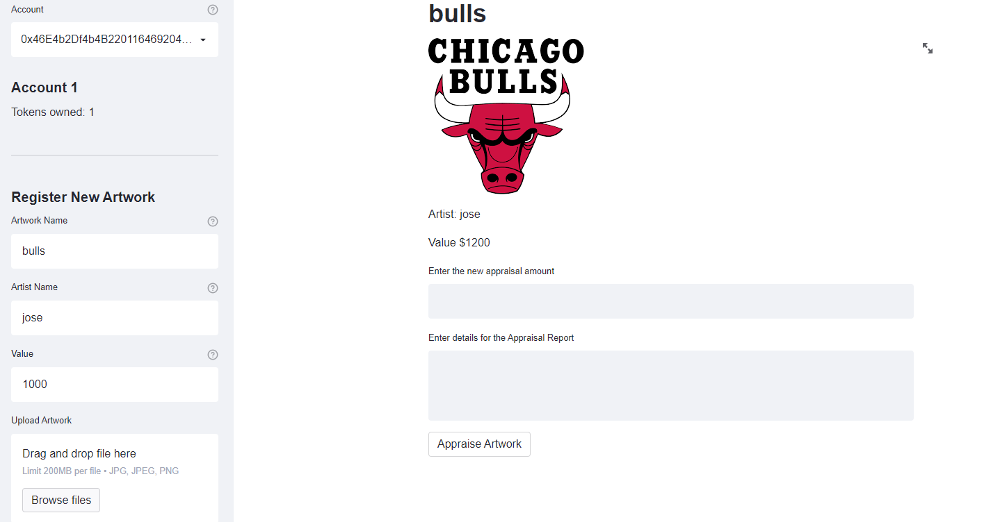 Account
0x46E4b2Df4b4B220116469204...
Account 1
Tokens owned: 1
Register New Artwork
Artwork Name
bulls
Artist Name
jose
Value
1000
Upload Artwork
Drag and drop file here
Limit 200MB per file • JPG, JPEG, PNG
Browse files
bulls
CHICAGO
BULLS
Artist: jose
Value $1200
Enter the new appraisal amount
Enter details for the Appraisal Report
Appraise Artwork